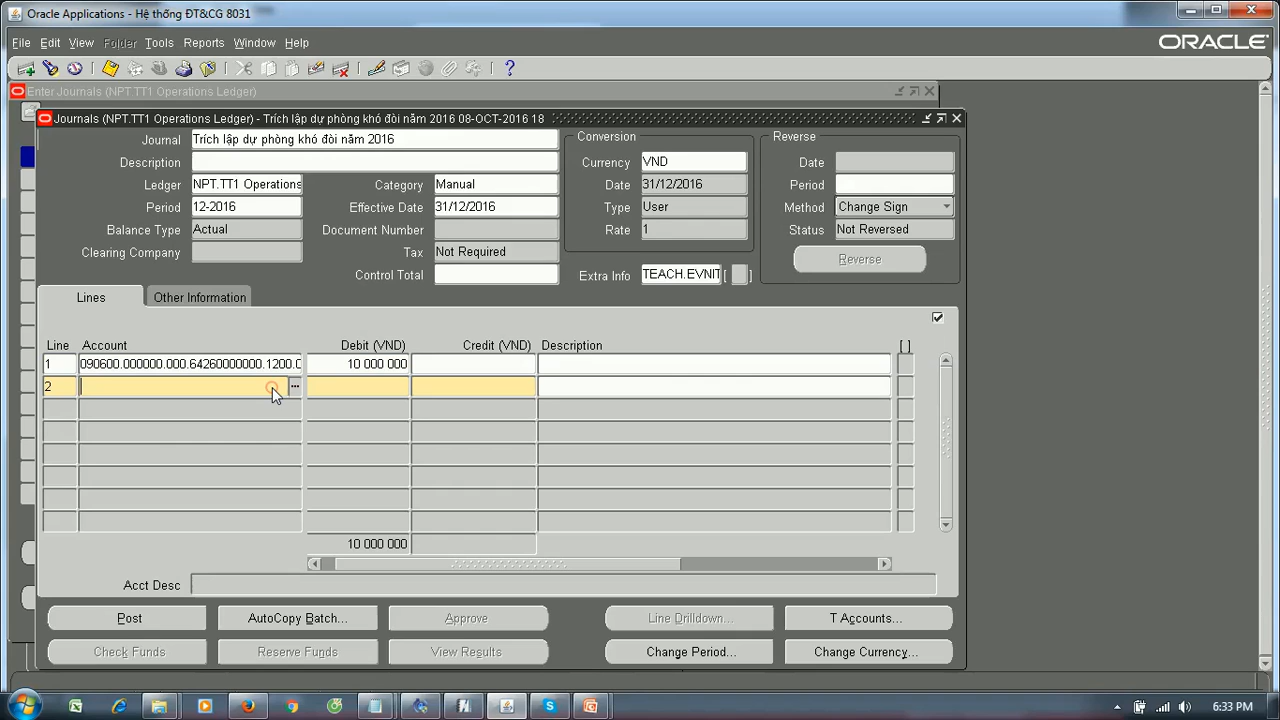 Oracle Applications - Hệ thống ĐT&CG 8031
File Edit View Folder Tools Reports Window Help
ORACLE
Enter Journals (NPT.TT1 Operations Ledger)
Journals (NPT.TT1 Operations Ledger) - Trích lập dự phòng khó đòi năm 2016 08-OCT-2016 18
Journal Trích lập dự phòng khó đòi năm 2016
Description
Ledger NPT.TT1 Operations
Category Manual
Period 12-2016
Effective Date 31/12/2016
Balance Type Actual
Document Number
Clearing Company
Tax Not Required
Control Total
Conversion
Currency VND
Date 31/12/2016
Type User
Rate 1
Extra Info TEACH.EVNIT [ ]
Reverse
Date
Period
Method Change Sign
Status Not Reversed
Reverse
Lines Other Information
Line Account Debit (VND) Credit (VND) Description [ ]
1 090600.000000.000.64260000000.1200.0 10 000 000
2 ...
10 000 000
Acct Desc
Post AutoCopy Batch... Approve Line Drilldown... T Accounts...
Check Funds Reserve Funds View Results Change Period... Change Currency...
6:33 PM